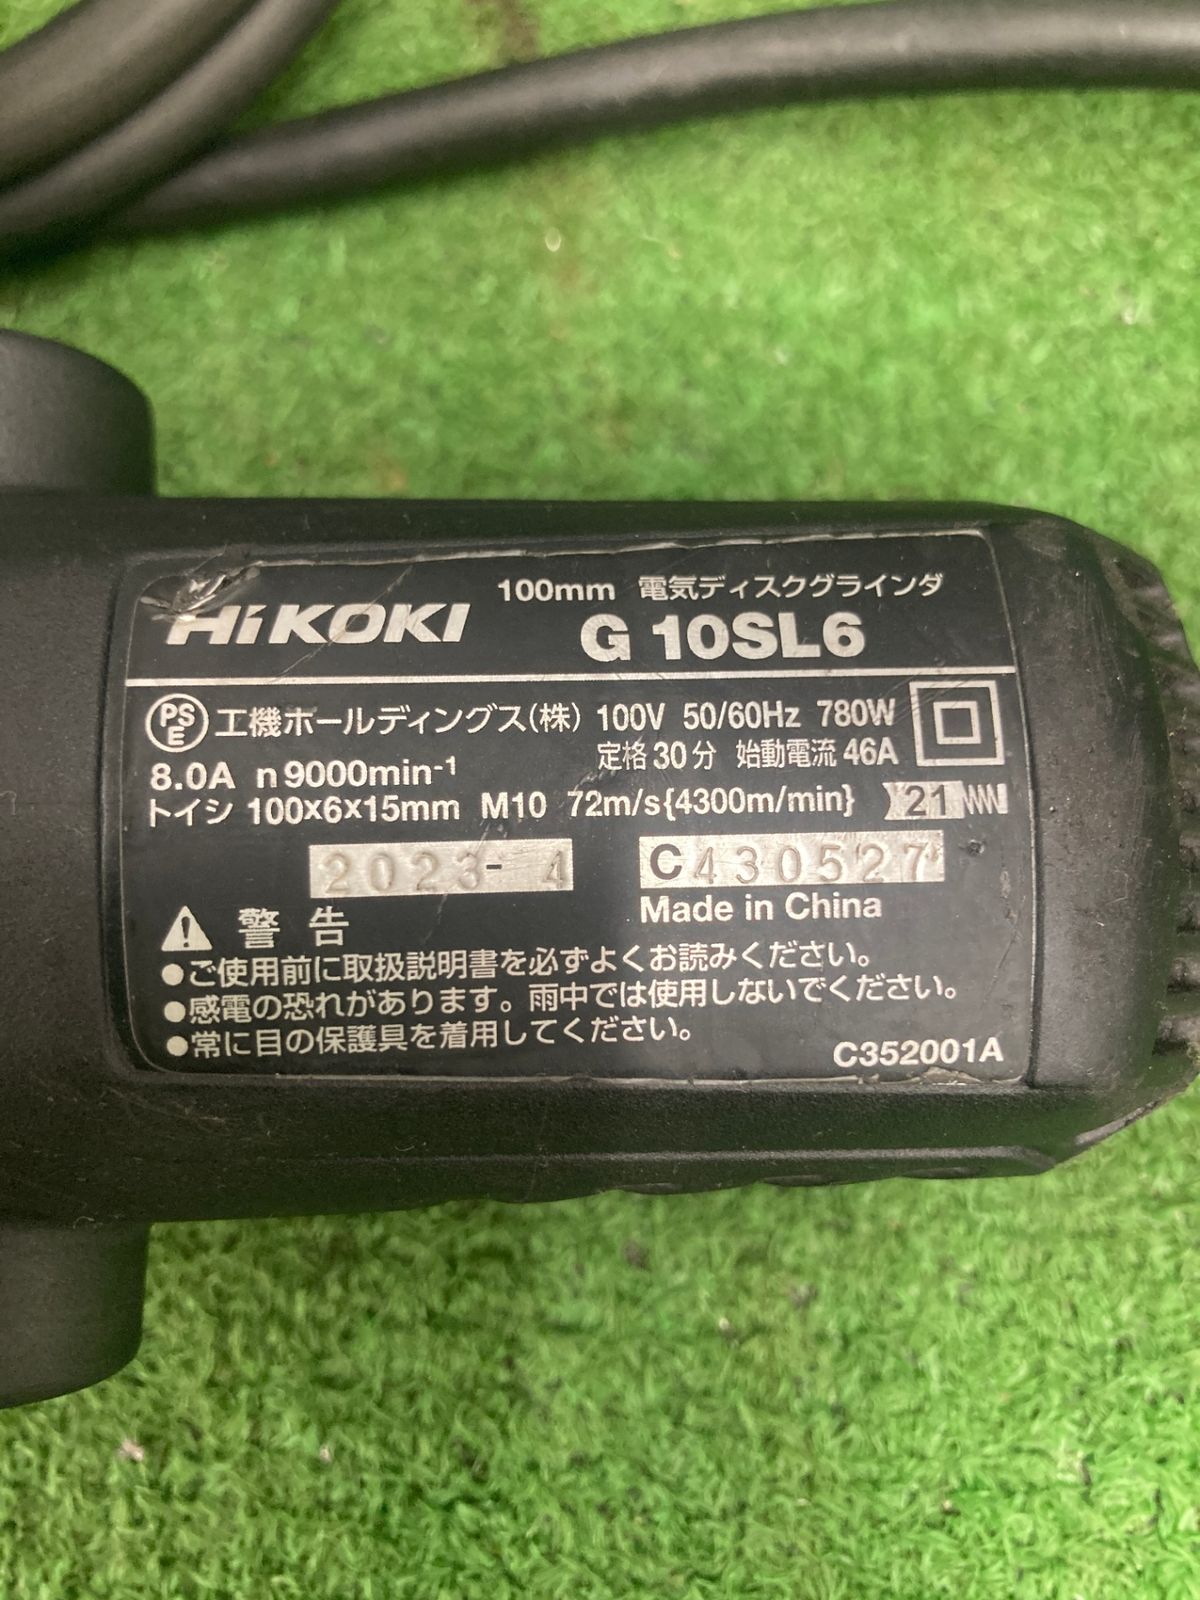 100mm 電気ディスクグラインダ
HiKOKI G 10SL6
PSE 工機ホールディングス(株) 100V 50/60Hz 780W
8.0A n 9000min-1 定格30分 始動電流46A
トイシ 100×6×15mm M10 72m/s{4300m/min} 21
2023- 4 C430527
Made in China
警 告
●ご使用前に取扱説明書を必ずよくお読みください。
●感電の恐れがあります。雨中では使用しないでください。
●常に目の保護具を着用してください。
C352001A